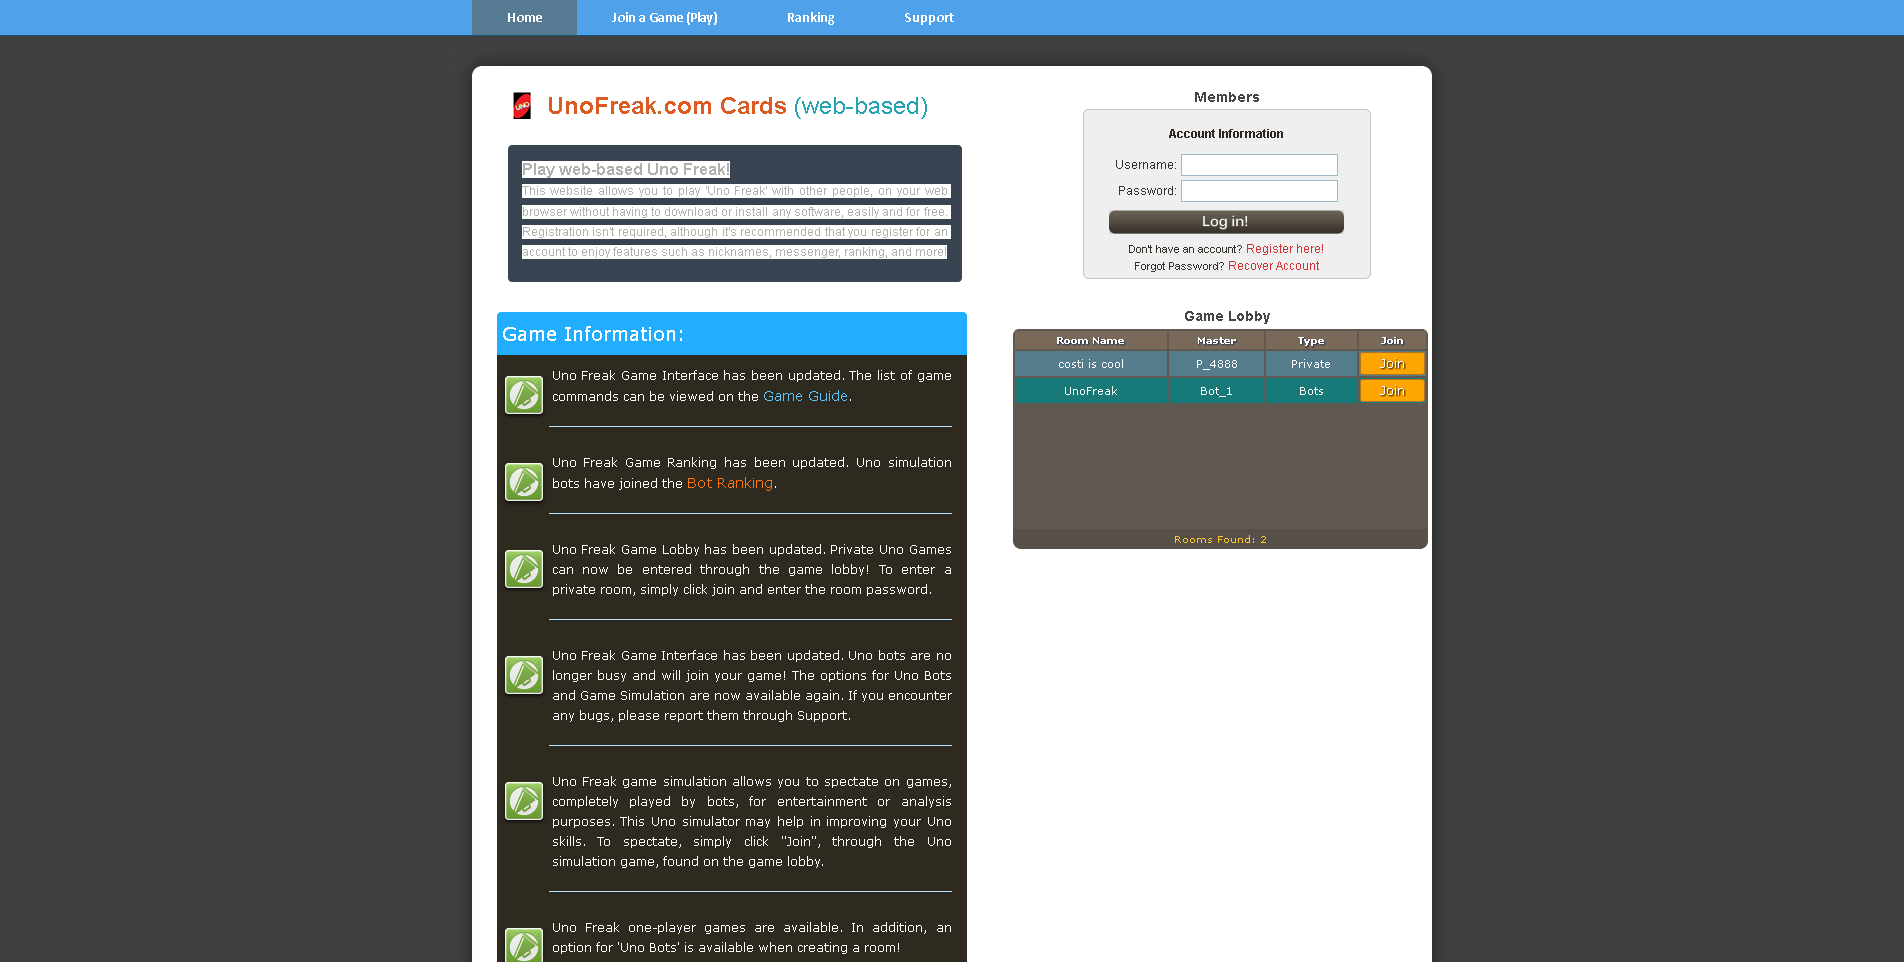 Home Join a Game (Play) Ranking Support
UNO
UnoFreak.com Cards (web-based)
Play web-based Uno Freak!
This website allows you to play 'Uno Freak' with other people, on your web
browser without having to download or install any software, easily and for free.
Registration isn't required, although it's recommended that you register for an
account to enjoy features such as nicknames, messenger, ranking, and more!
Members
Account Information
Username:
Password:
Log in!
Don't have an account? Register here!
Forgot Password? Recover Account
Game Information:
Uno Freak Game Interface has been updated. The list of game
commands can be viewed on the Game Guide.
Uno Freak Game Ranking has been updated. Uno simulation
bots have joined the Bot Ranking.
Uno Freak Game Lobby has been updated. Private Uno Games
can now be entered through the game lobby! To enter a
private room, simply click join and enter the room password.
Uno Freak Game Interface has been updated. Uno bots are no
longer busy and will join your game! The options for Uno Bots
and Game Simulation are now available again. If you encounter
any bugs, please report them through Support.
Uno Freak game simulation allows you to spectate on games,
completely played by bots, for entertainment or analysis
purposes. This Uno simulator may help in improving your Uno
skills. To spectate, simply click "Join", through the Uno
simulation game, found on the game lobby.
Uno Freak one-player games are available. In addition, an
option for 'Uno Bots' is available when creating a room!
Game Lobby
Room Name Master Type Join
costi is cool P_4888 Private Join
UnoFreak Bot_1 Bots Join
Rooms Found: 2